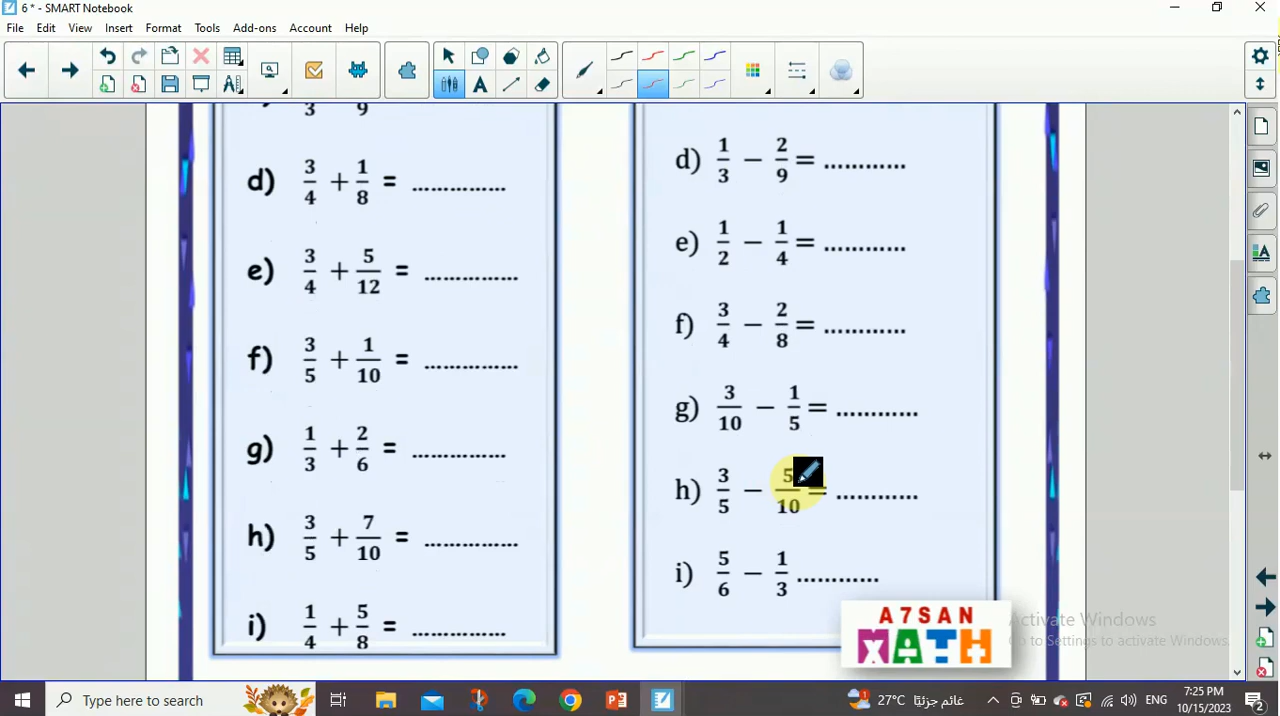 6 * - SMART Notebook
File Edit View Insert Format Tools Add-ons Account Help
3 9
d) 3/4 + 1/8 = ...............
e) 3/4 + 5/12 = ...............
f) 3/5 + 1/10 = ...............
g) 1/3 + 2/6 = ...............
h) 3/5 + 7/10 = ...............
i) 1/4 + 5/8 = ...............
d) 1/3 − 2/9 = ............
e) 1/2 − 1/4 = ............
f) 3/4 − 2/8 = ............
g) 3/10 − 1/5 = ............
h) 3/5 − 5/10 = ............
i) 5/6 − 1/3 ............
A7SAN
MATH
Activate Windows
Go to Settings to activate Windows.
Type here to search
27°C غائم جزئيًا
ENG
7:25 PM
10/15/2023
2